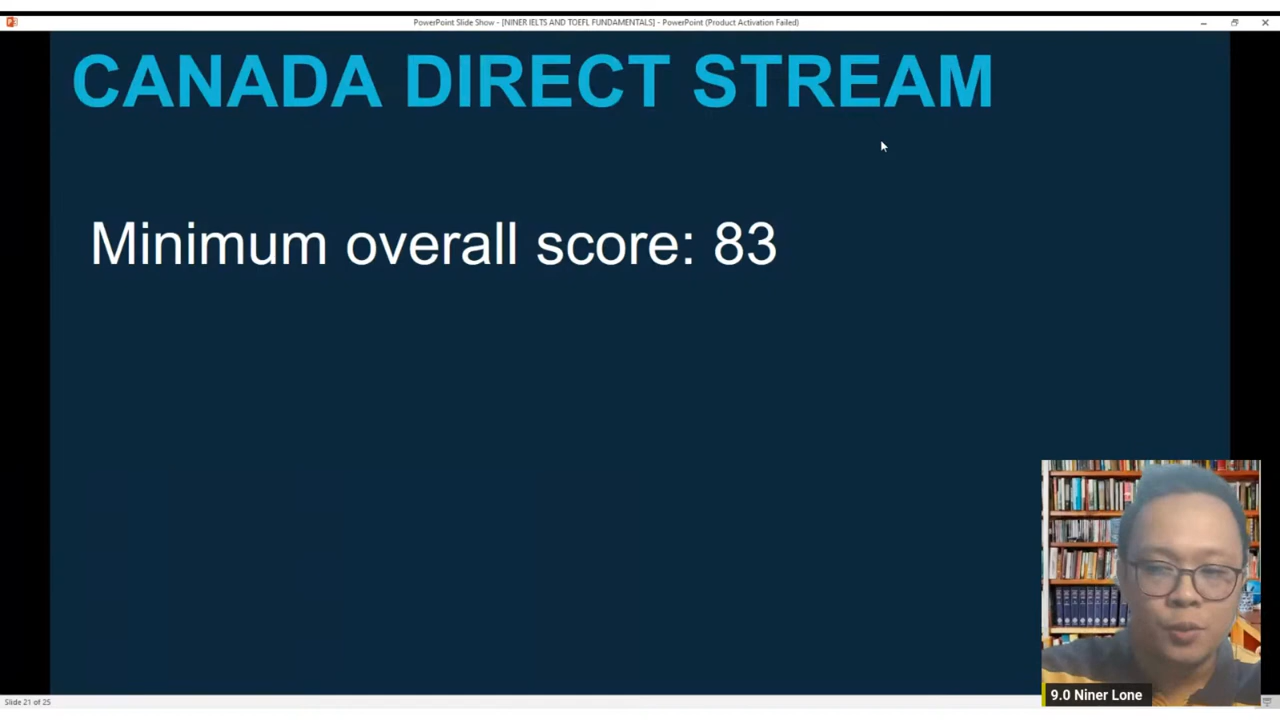 PowerPoint Slide Show - [NINER IELTS AND TOEFL FUNDAMENTALS] - PowerPoint (Product Activation Failed)
CANADA DIRECT STREAM
Minimum overall score: 83
9.0 Niner Lone
Slide 21 of 25